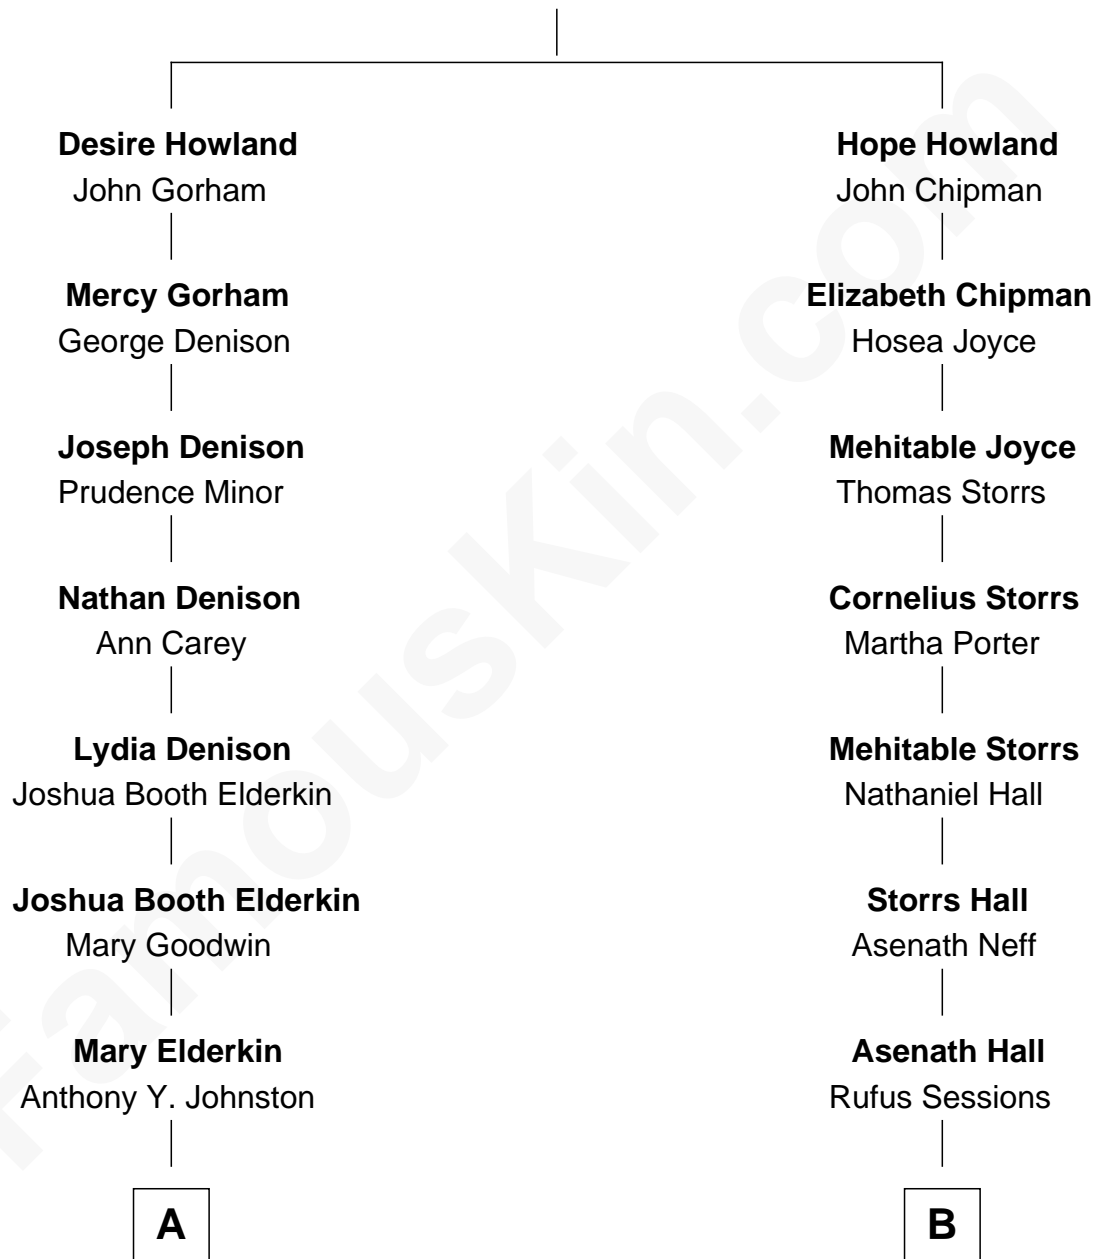 Desire Howland
John Gorham
Mercy Gorham
George Denison
Joseph Denison
Prudence Minor
Nathan Denison
Ann Carey
Lydia Denison
Joshua Booth Elderkin
Joshua Booth Elderkin
Mary Goodwin
Mary Elderkin
Anthony Y. Johnston
A
Hope Howland
John Chipman
Elizabeth Chipman
Hosea Joyce
Mehitable Joyce
Thomas Storrs
Cornelius Storrs
Martha Porter
Mehitable Storrs
Nathaniel Hall
Storrs Hall
Asenath Neff
Asenath Hall
Rufus Sessions
B
FamousKin.com